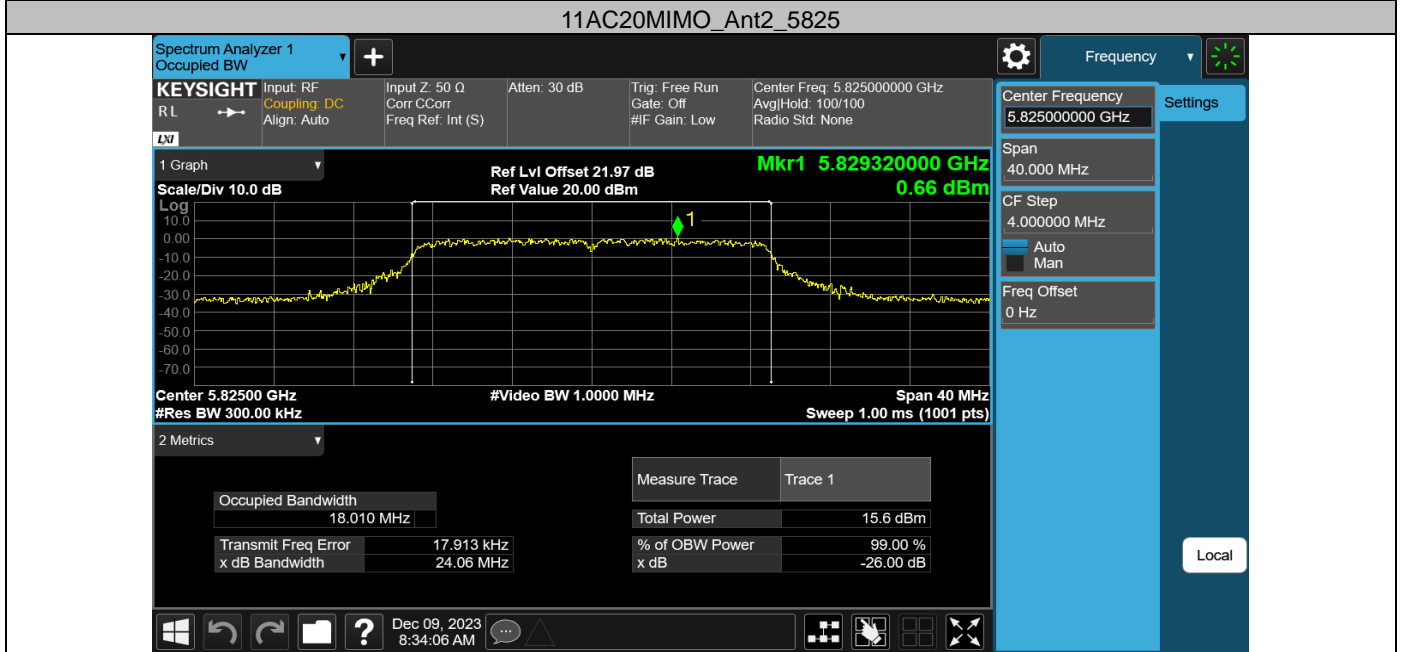 11AC20MIMO_Ant2_5825
Spectrum Analyzer 1
Occupied BW
+
Frequency
KEYSIGHT
R L
LXI
Input: RF
Coupling: DC
Align: Auto
Input Z: 50 Ω
Corr CCorr
Freq Ref: Int (S)
Atten: 30 dB
Trig: Free Run
Gate: Off
#IF Gain: Low
Center Freq: 5.825000000 GHz
Avg|Hold: 100/100
Radio Std: None
Center Frequency
5.825000000 GHz
Settings
Span
40.000 MHz
CF Step
4.000000 MHz
Auto
Man
Freq Offset
0 Hz
Local
1 Graph
Ref Lvl Offset 21.97 dB
Mkr1 5.829320000 GHz
Scale/Div 10.0 dB
Ref Value 20.00 dBm
0.66 dBm
Log
10.0
0.00
-10.0
-20.0
-30.0
-40.0
-50.0
-60.0
-70.0
1
Center 5.82500 GHz
#Video BW 1.0000 MHz
Span 40 MHz
#Res BW 300.00 kHz
Sweep 1.00 ms (1001 pts)
2 Metrics
Measure Trace Trace 1
Occupied Bandwidth
18.010 MHz
Total Power 15.6 dBm
Transmit Freq Error 17.913 kHz
% of OBW Power 99.00 %
x dB Bandwidth 24.06 MHz
x dB -26.00 dB
?
Dec 09, 2023
8:34:06 AM